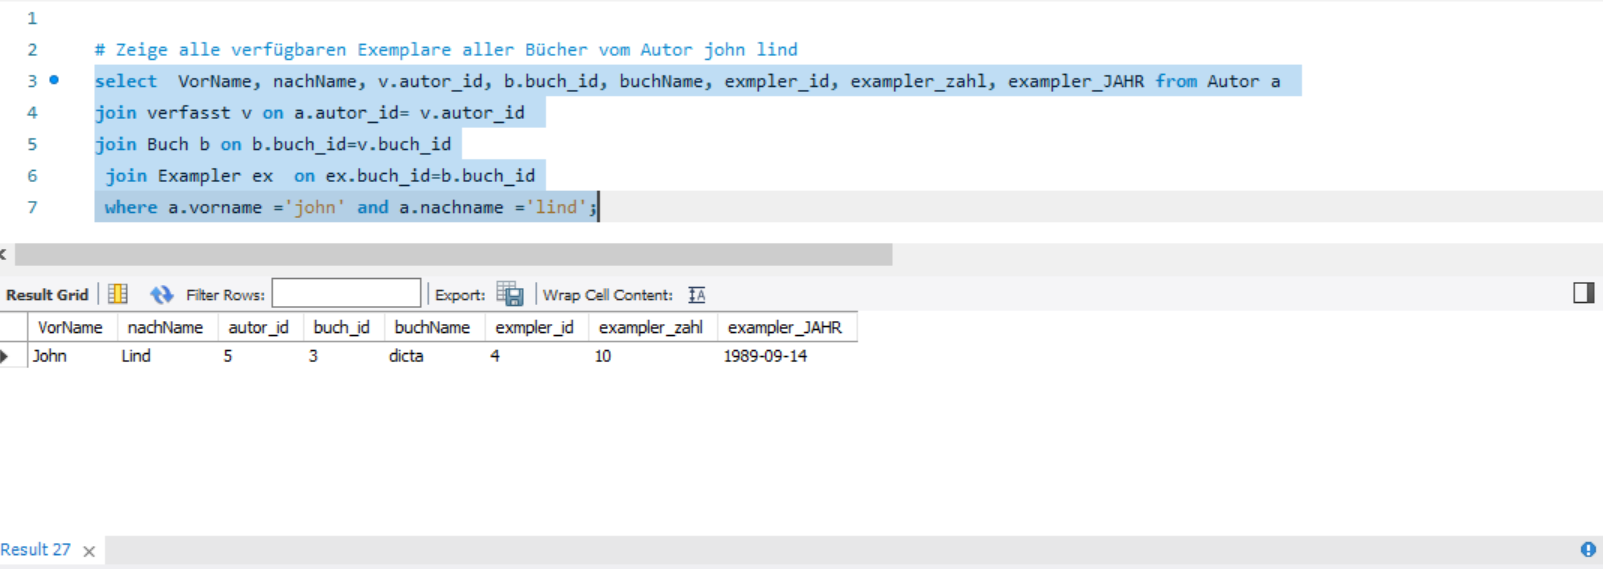 1
2 # Zeige alle verfügbaren Exemplare aller Bücher vom Autor john lind
3 select VorName, nachName, v.autor_id, b.buch_id, buchName, exmpler_id, exampler_zahl, exampler_JAHR from Autor a
4 join verfasst v on a.autor_id= v.autor_id
5 join Buch b on b.buch_id=v.buch_id
6 join Exampler ex on ex.buch_id=b.buch_id
7 where a.vorname ='john' and a.nachname ='lind';
Result Grid Filter Rows: Export: Wrap Cell Content:
VorName nachName autor_id buch_id buchName exmpler_id exampler_zahl exampler_JAHR
John Lind 5 3 dicta 4 10 1989-09-14
Result 27